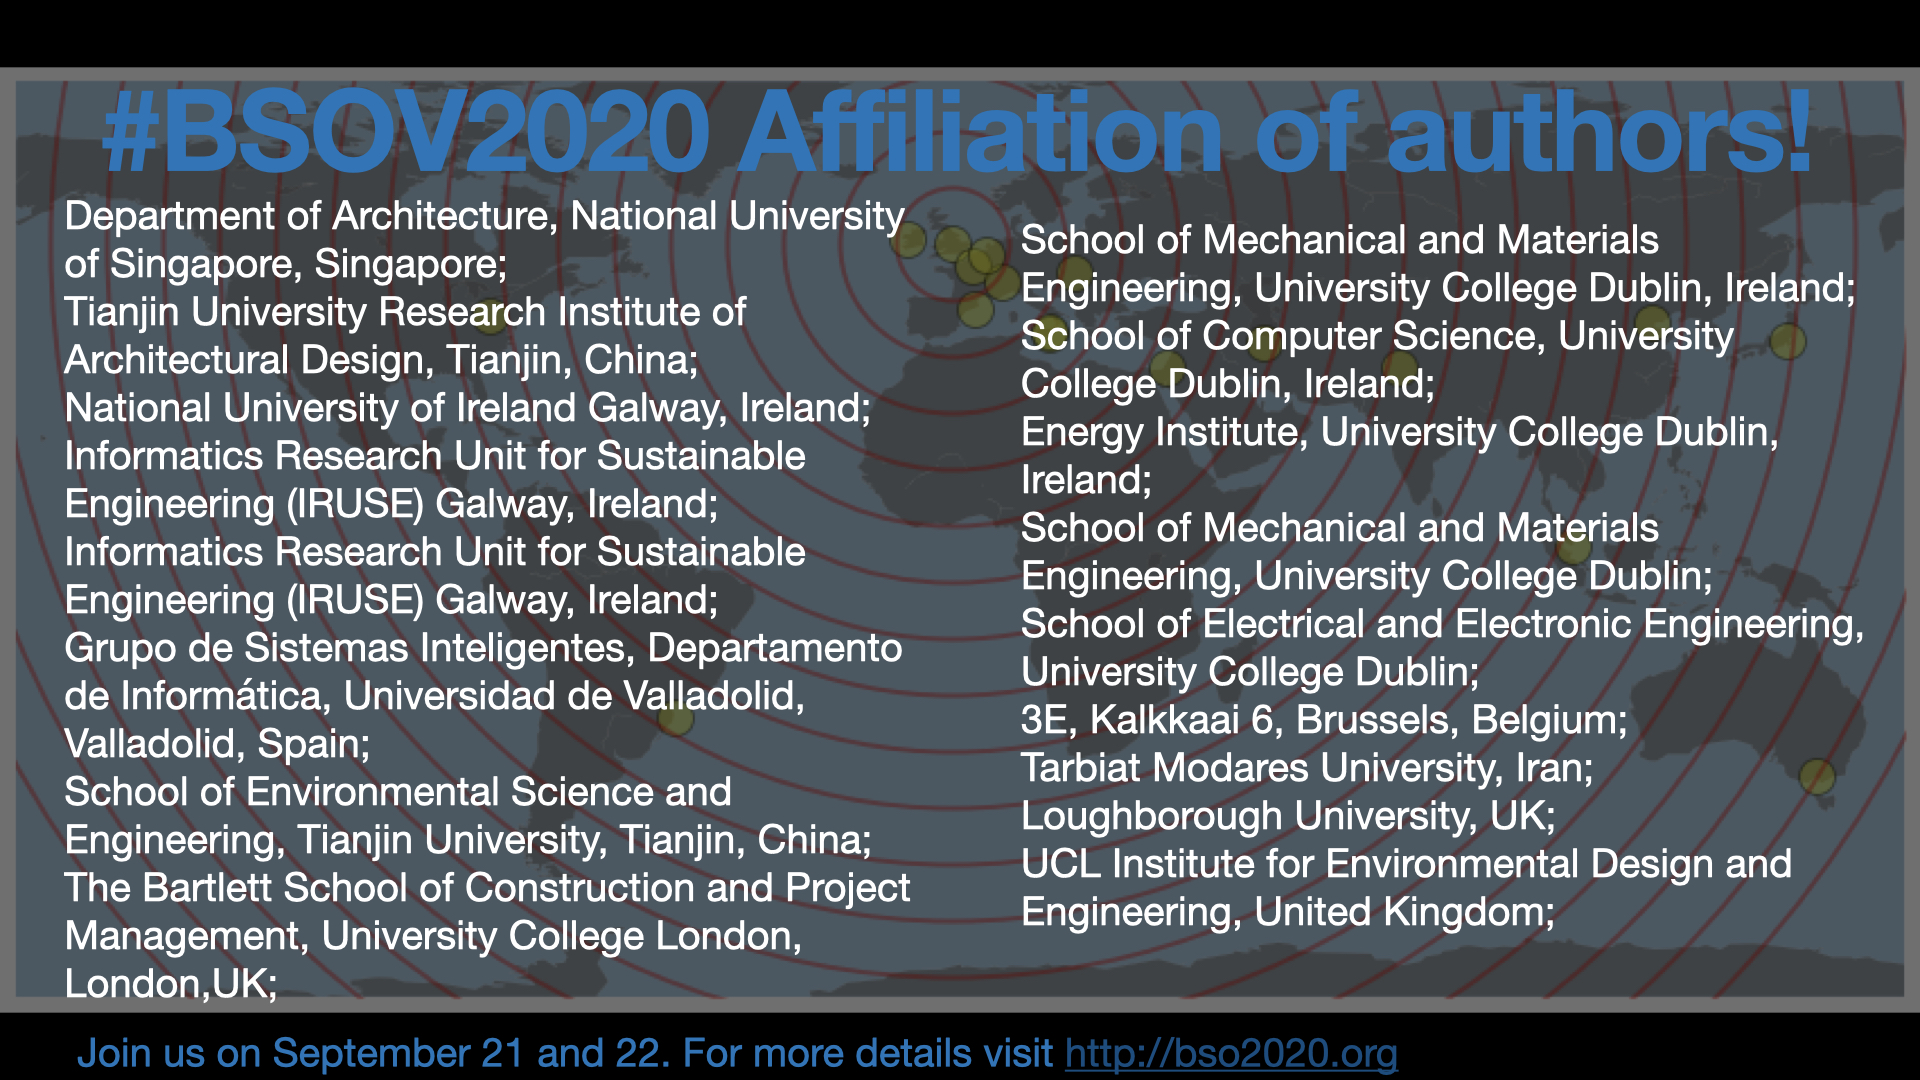 #BSOV2020 Affiliation of authors!
Department of Architecture, National University
of Singapore, Singapore;
Tianjin University Research Institute of
Architectural Design, Tianjin, China;
National University of Ireland Galway, Ireland;
Informatics Research Unit for Sustainable
Engineering (IRUSE) Galway, Ireland;
Informatics Research Unit for Sustainable
Engineering (IRUSE) Galway, Ireland;
Grupo de Sistemas Inteligentes, Departamento
de Informática, Universidad de Valladolid,
Valladolid, Spain;
School of Environmental Science and
Engineering, Tianjin University, Tianjin, China;
The Bartlett School of Construction and Project
Management, University College London,
London,UK;
School of Mechanical and Materials
Engineering, University College Dublin, Ireland;
School of Computer Science, University
College Dublin, Ireland;
Energy Institute, University College Dublin,
Ireland;
School of Mechanical and Materials
Engineering, University College Dublin;
School of Electrical and Electronic Engineering,
University College Dublin;
3E, Kalkkaai 6, Brussels, Belgium;
Tarbiat Modares University, Iran;
Loughborough University, UK;
UCL Institute for Environmental Design and
Engineering, United Kingdom;
Join us on September 21 and 22. For more details visit http://bso2020.org